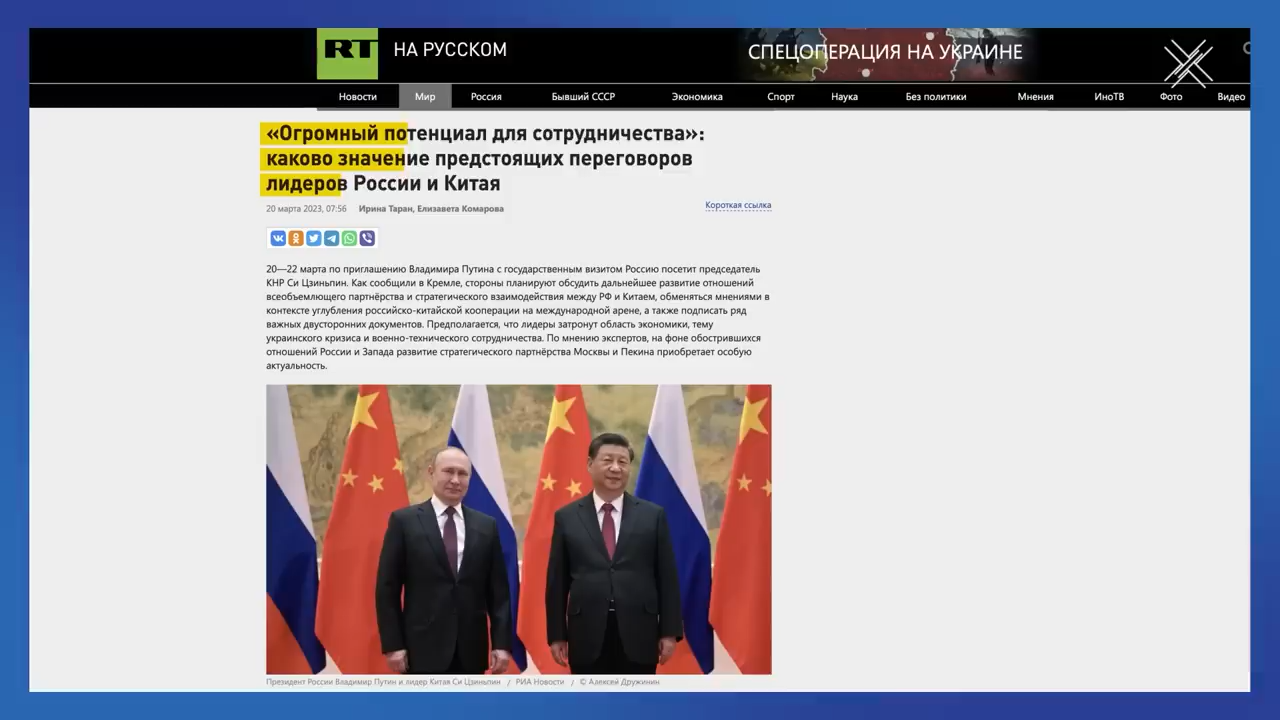 RT НА РУССКОМ
СПЕЦОПЕРАЦИЯ НА УКРАИНЕ
Новости Мир Россия Бывший СССР Экономика Спорт Наука Без политики Мнения ИноТВ Фото Видео
«Огромный потенциал для сотрудничества»:
каково значение предстоящих переговоров
лидеров России и Китая
20 марта 2023, 07:56 Ирина Таран, Елизавета Комарова
Короткая ссылка
20—22 марта по приглашению Владимира Путина с государственным визитом Россию посетит председатель
КНР Си Цзиньпин. Как сообщили в Кремле, стороны планируют обсудить дальнейшее развитие отношений
всеобъемлющего партнёрства и стратегического взаимодействия между РФ и Китаем, обменяться мнениями в
контексте углубления российско-китайской кооперации на международной арене, а также подписать ряд
важных двусторонних документов. Предполагается, что лидеры затронут область экономики, тему
украинского кризиса и военно-технического сотрудничества. По мнению экспертов, на фоне обострившихся
отношений России и Запада развитие стратегического партнёрства Москвы и Пекина приобретает особую
актуальность.
Президент России Владимир Путин и лидер Китая Си Цзиньпин / РИА Новости / © Алексей Дружинин